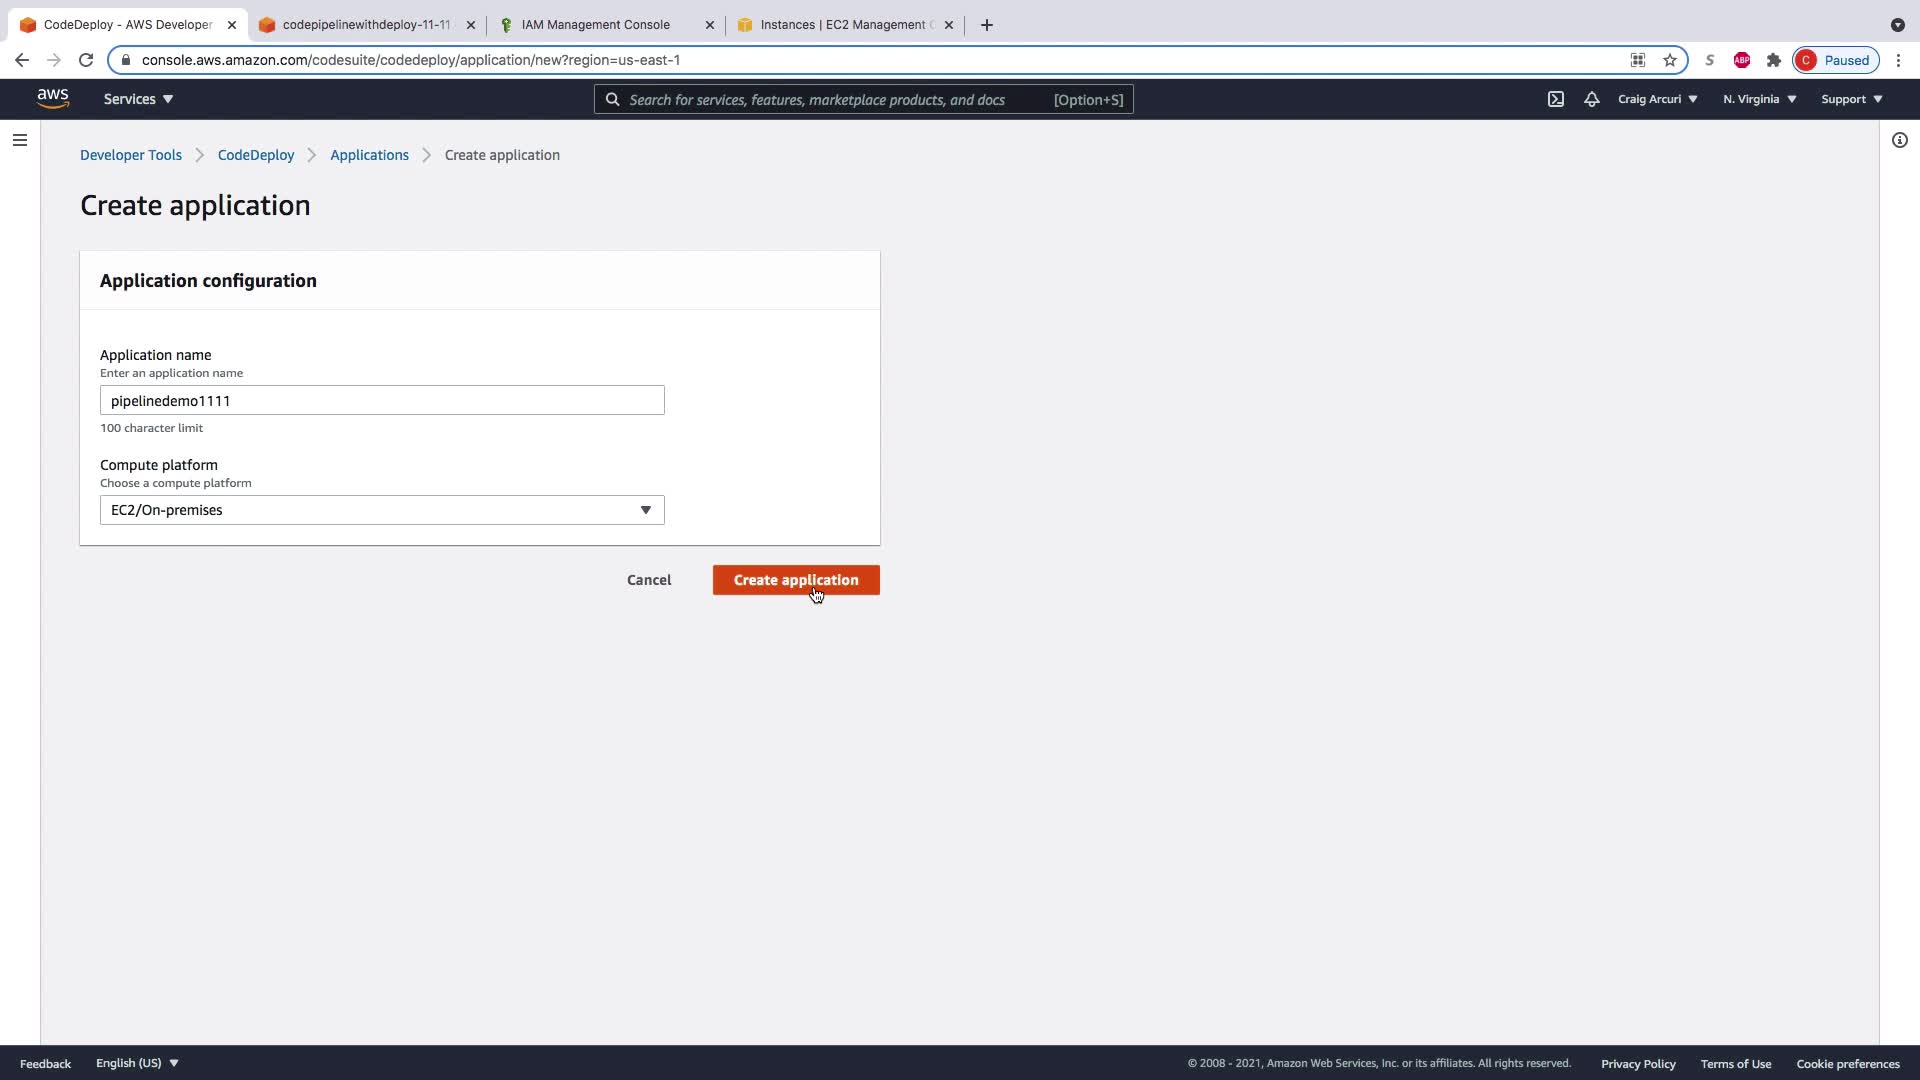 CodeDeploy - AWS Developer
codepipelinewithdeploy-11-11
IAM Management Console
Instances | EC2 Management C
console.aws.amazon.com/codesuite/codedeploy/application/new?region=us-east-1
S
ABP
C
Paused
aws
Services
Search for services, features, marketplace products, and docs
[Option+S]
Craig Arcuri
N. Virginia
Support
Developer Tools
CodeDeploy
Applications
Create application
Create application
Application configuration
Application name
Enter an application name
pipelinedemo1111
100 character limit
Compute platform
Choose a compute platform
EC2/On-premises
Cancel
Create application
Feedback
English (US)
© 2008 - 2021, Amazon Web Services, Inc. or its affiliates. All rights reserved.
Privacy Policy
Terms of Use
Cookie preferences